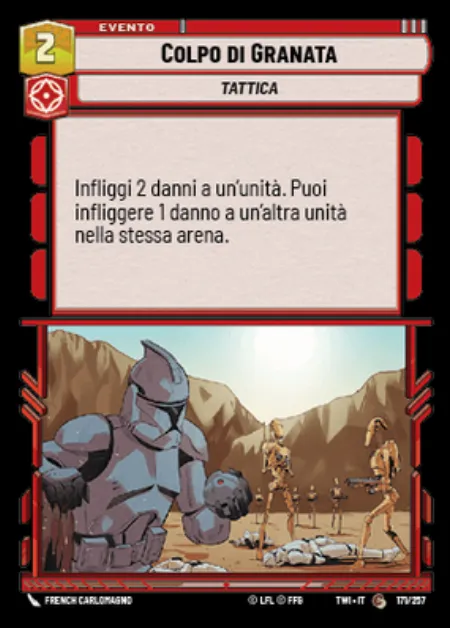 EVENTO
2
COLPO DI GRANATA
TATTICA
Infliggi 2 danni a un'unità. Puoi
infliggere 1 danno a un'altra unità
nella stessa arena.
FRENCH CARLOMAGNO
© LFL © FFG
TWI • IT
C
171/257